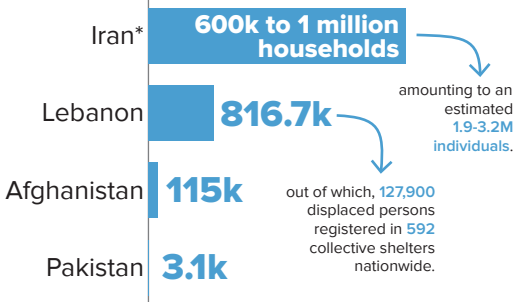 Iran*
600k to 1 million
households
amounting to an
estimated
1.9-3.2M
individuals.
Lebanon
816.7k
out of which, 127,900
displaced persons
registered in 592
collective shelters
nationwide.
Afghanistan
115k
Pakistan
3.1k